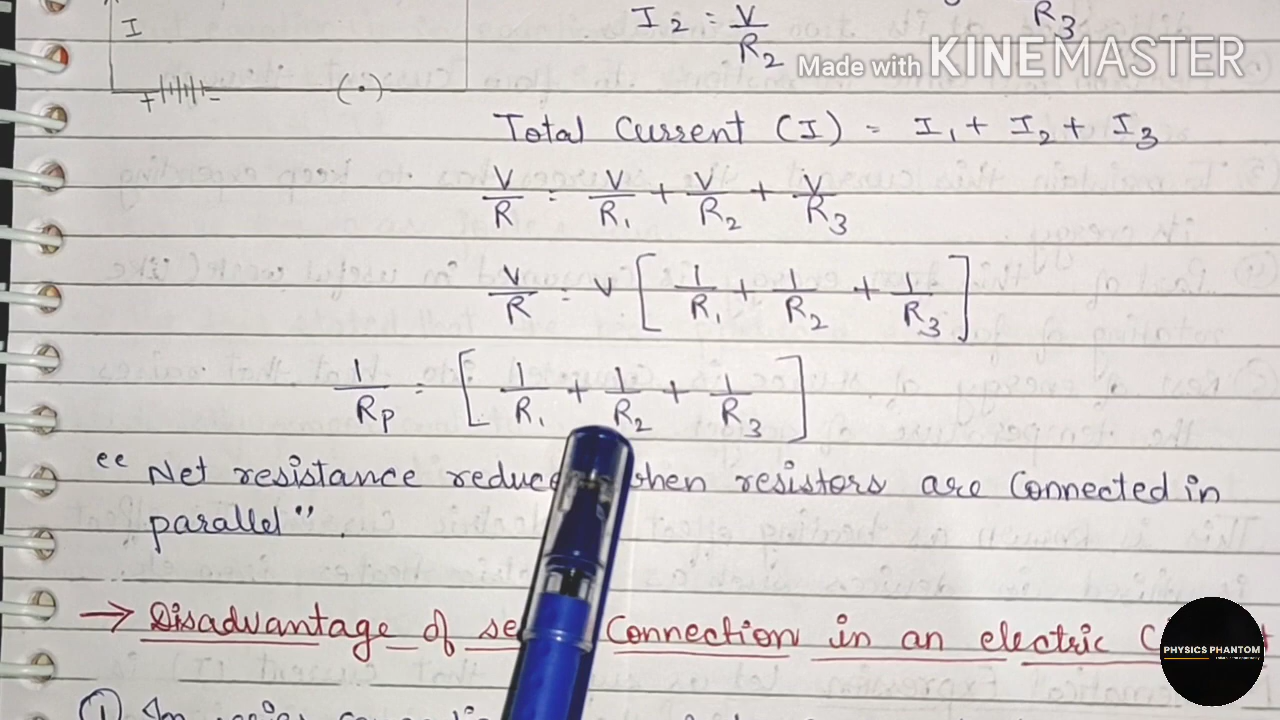 I
I2 = V/R2
R3
Made with KINEMASTER
+ -
Total Current (I) = I1 + I2 + I3
V/R = V/R1 + V/R2 + V/R3
V/R = V [ 1/R1 + 1/R2 + 1/R3 ]
1/Rp = [ 1/R1 + 1/R2 + 1/R3 ]
“ Net resistance reduce when resistors are Connected in
parallel”.
→ Disadvantage of Connection in an electric
PHYSICS PHANTOM
① In